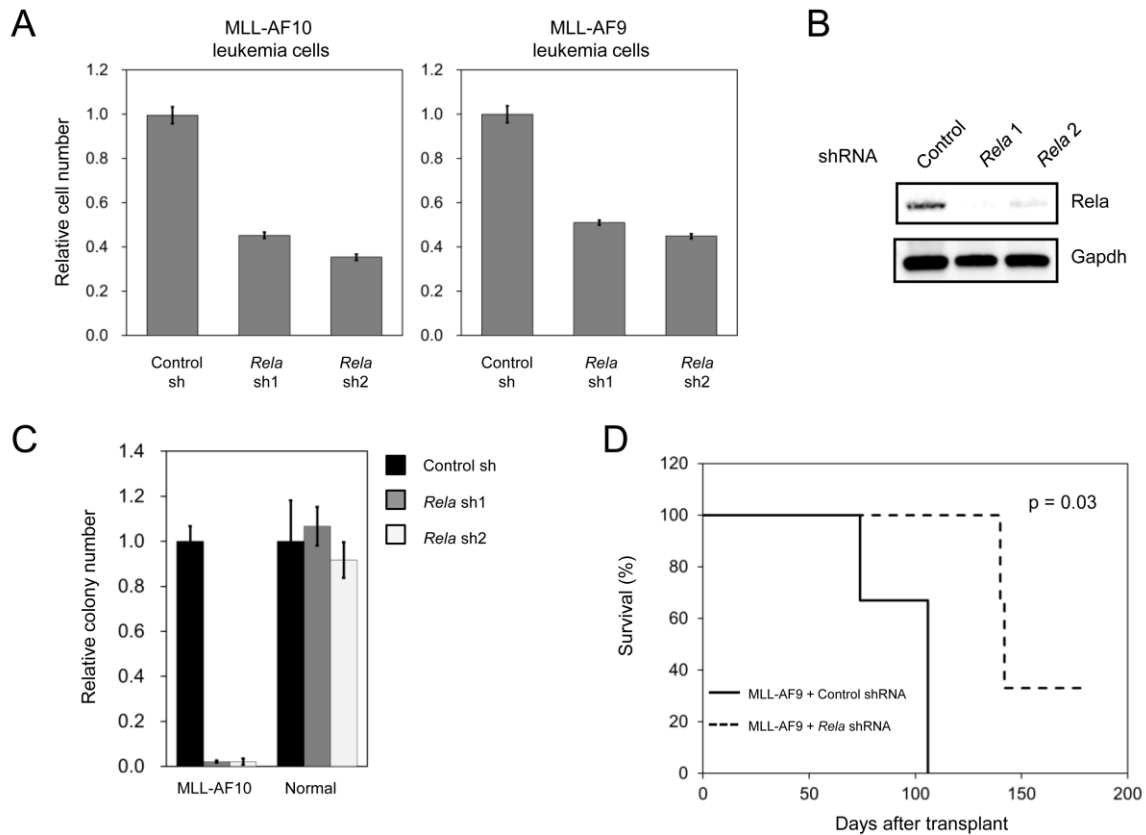 A
MLL-AF10
leukemia cells
MLL-AF9
leukemia cells
Relative cell number
1.2
1.0
0.8
0.6
0.4
0.2
0.0
Control
sh
Rela
sh1
Rela
sh2
1.2
1.0
0.8
0.6
0.4
0.2
0.0
Control
sh
Rela
sh1
Rela
sh2
B
shRNA
Control
Rela 1
Rela 2
Rela
Gapdh
C
Relative colony number
1.4
1.2
1.0
0.8
0.6
0.4
0.2
0.0
MLL-AF10
Normal
Control sh
Rela sh1
Rela sh2
D
Survival (%)
120
100
80
60
40
20
0
p = 0.03
MLL-AF9 + Control shRNA
MLL-AF9 + Rela shRNA
0
50
100
150
200
Days after transplant